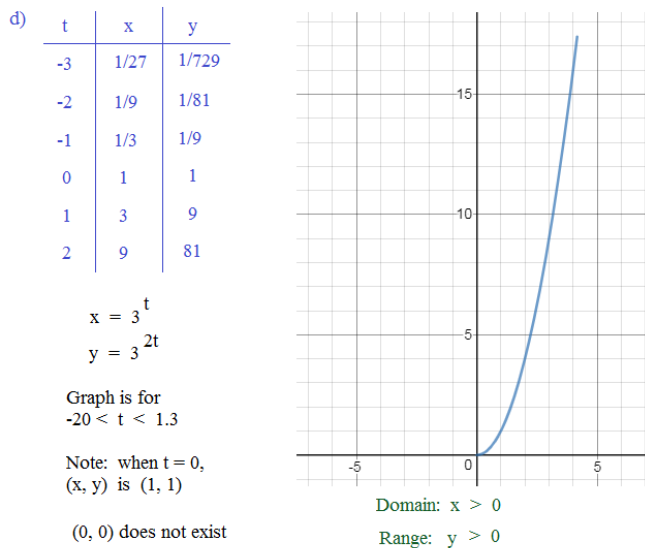 d)
t x y
-3 1/27 1/729
-2 1/9 1/81
-1 1/3 1/9
0 1 1
1 3 9
2 9 81
x = 3^t
y = 3^2t
Graph is for
-20 < t < 1.3
Note: when t = 0,
(x, y) is (1, 1)
(0, 0) does not exist
15
10
5
-5 0 5
Domain: x > 0
Range: y > 0